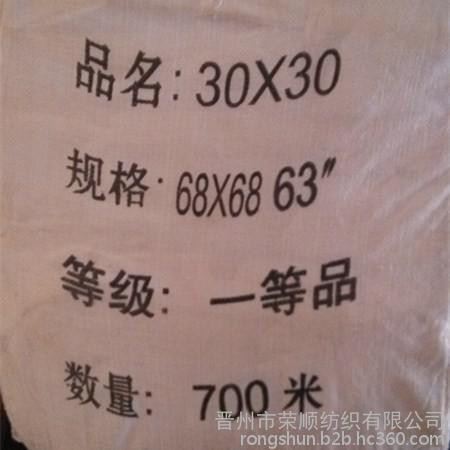 品名: 30X30
规格: 68X68 63"
等级: 一等品
数量: 700 米
晋州市荣顺纺织有限公司
rongshun.b2b.hc360.com